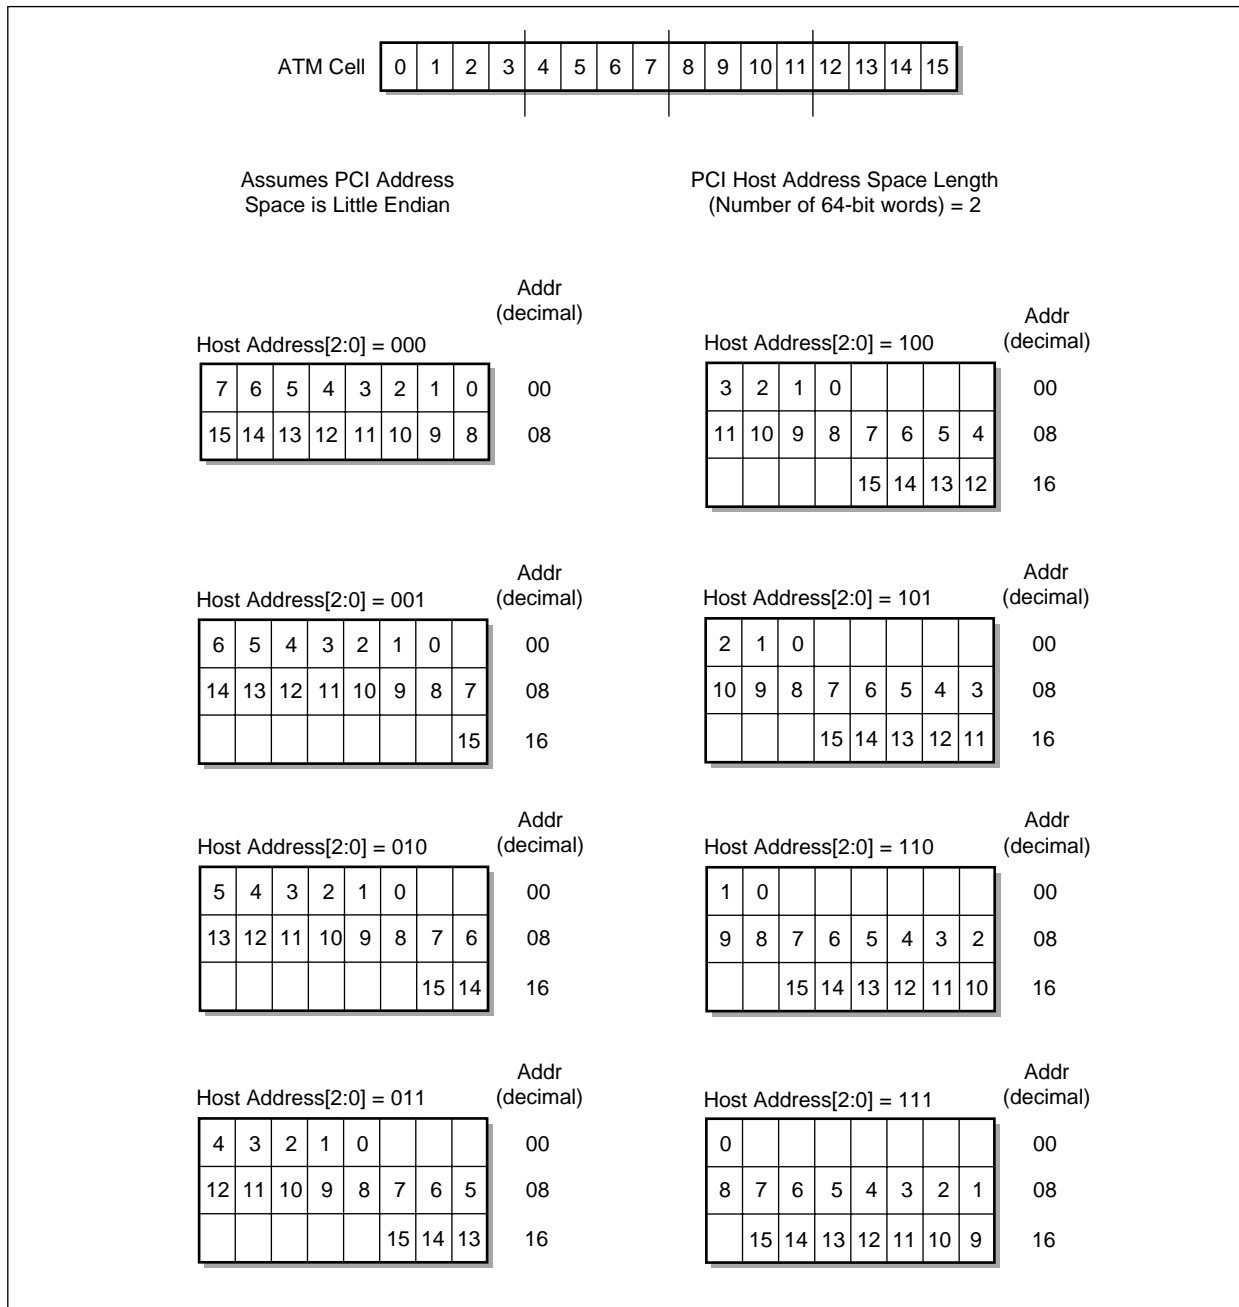 ATM Cell 0 1 2 3 4 5 6 7 8 9 10 11 12 13 14 15
Assumes PCI Address
Space is Little Endian
PCI Host Address Space Length
(Number of 64-bit words) = 2
Addr
(decimal)
Host Address[2:0] = 000
7 6 5 4 3 2 1 0 00
15 14 13 12 11 10 9 8 08
Addr
(decimal)
Host Address[2:0] = 100
3 2 1 0 00
11 10 9 8 7 6 5 4 08
15 14 13 12 16
Addr
(decimal)
Host Address[2:0] = 001
6 5 4 3 2 1 0 00
14 13 12 11 10 9 8 7 08
15 16
Addr
(decimal)
Host Address[2:0] = 101
2 1 0 00
10 9 8 7 6 5 4 3 08
15 14 13 12 11 16
Addr
(decimal)
Host Address[2:0] = 010
5 4 3 2 1 0 00
13 12 11 10 9 8 7 6 08
15 14 16
Addr
(decimal)
Host Address[2:0] = 110
1 0 00
9 8 7 6 5 4 3 2 08
15 14 13 12 11 10 16
Addr
(decimal)
Host Address[2:0] = 011
4 3 2 1 0 00
12 11 10 9 8 7 6 5 08
15 14 13 16
Addr
(decimal)
Host Address[2:0] = 111
0 00
8 7 6 5 4 3 2 1 08
15 14 13 12 11 10 9 16